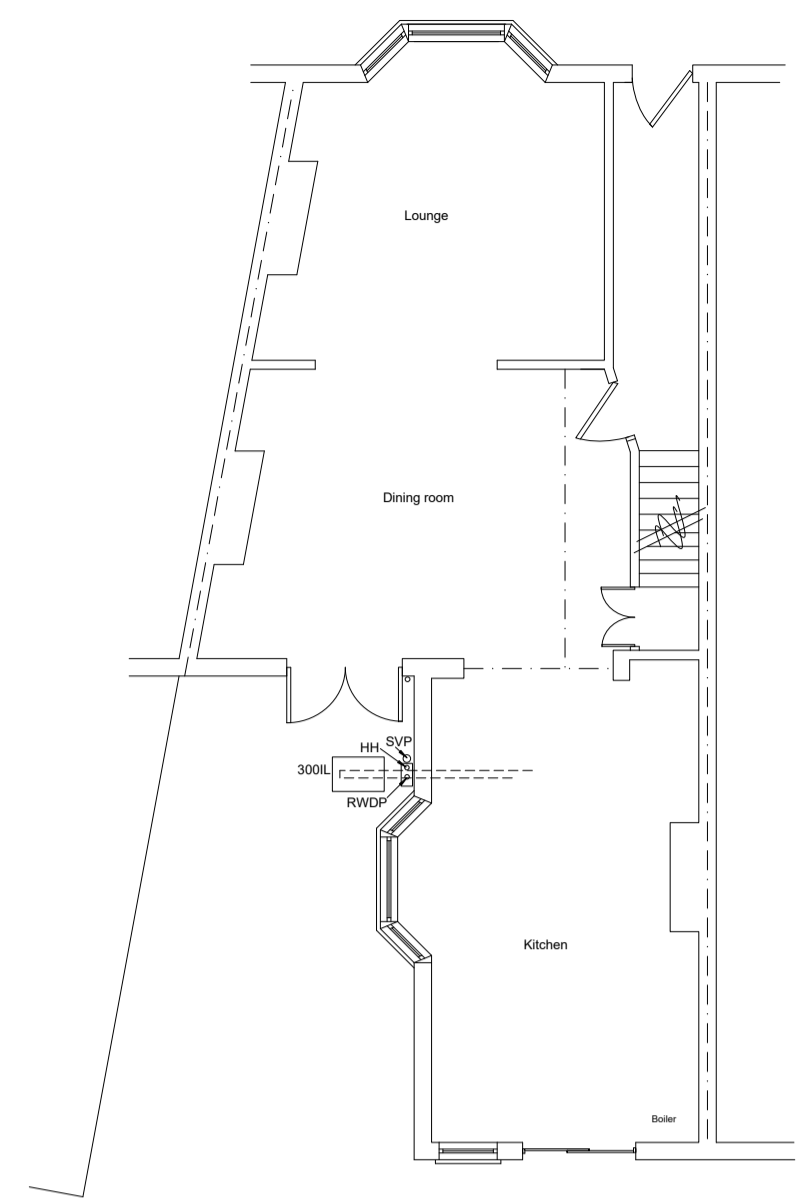 Lounge
Dining room
SVP
HH
300IL
RWDP
Kitchen
Boiler